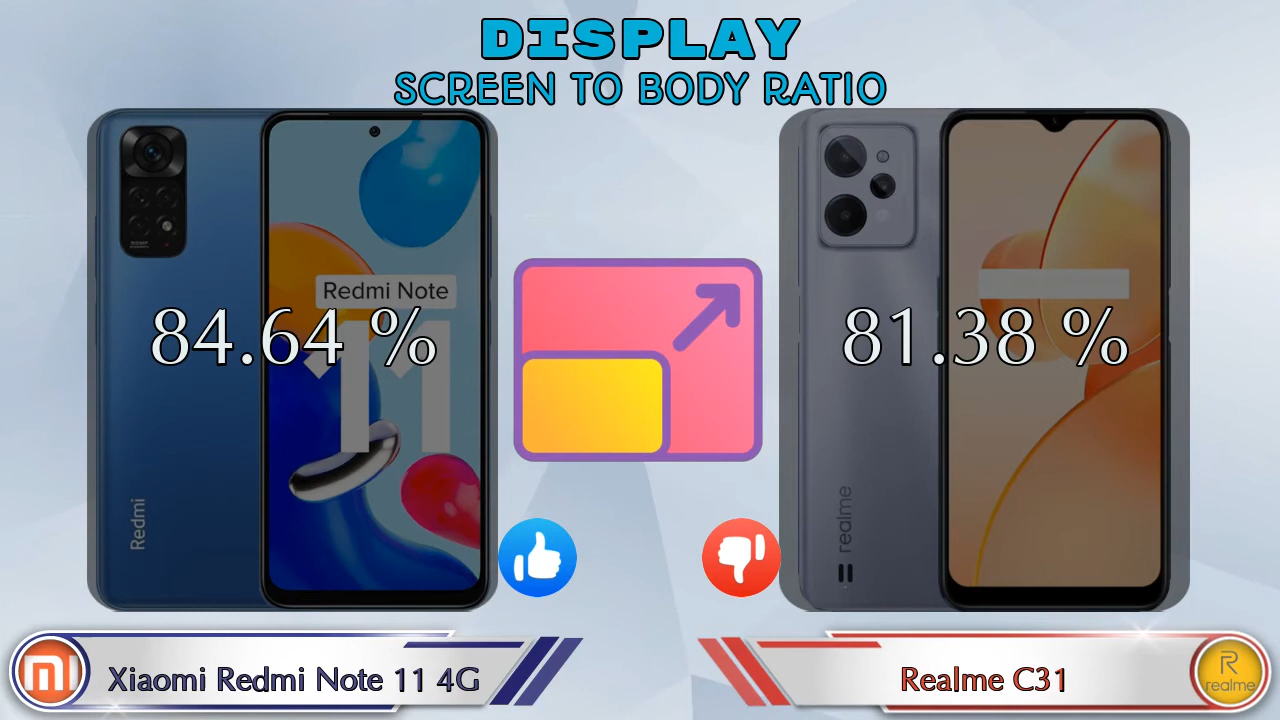 DISPLAY
SCREEN TO BODY RATIO
Redmi Note
11
84.64 %
81.38 %
Redmi
realme
Xiaomi Redmi Note 11 4G
Realme C31
R
realme